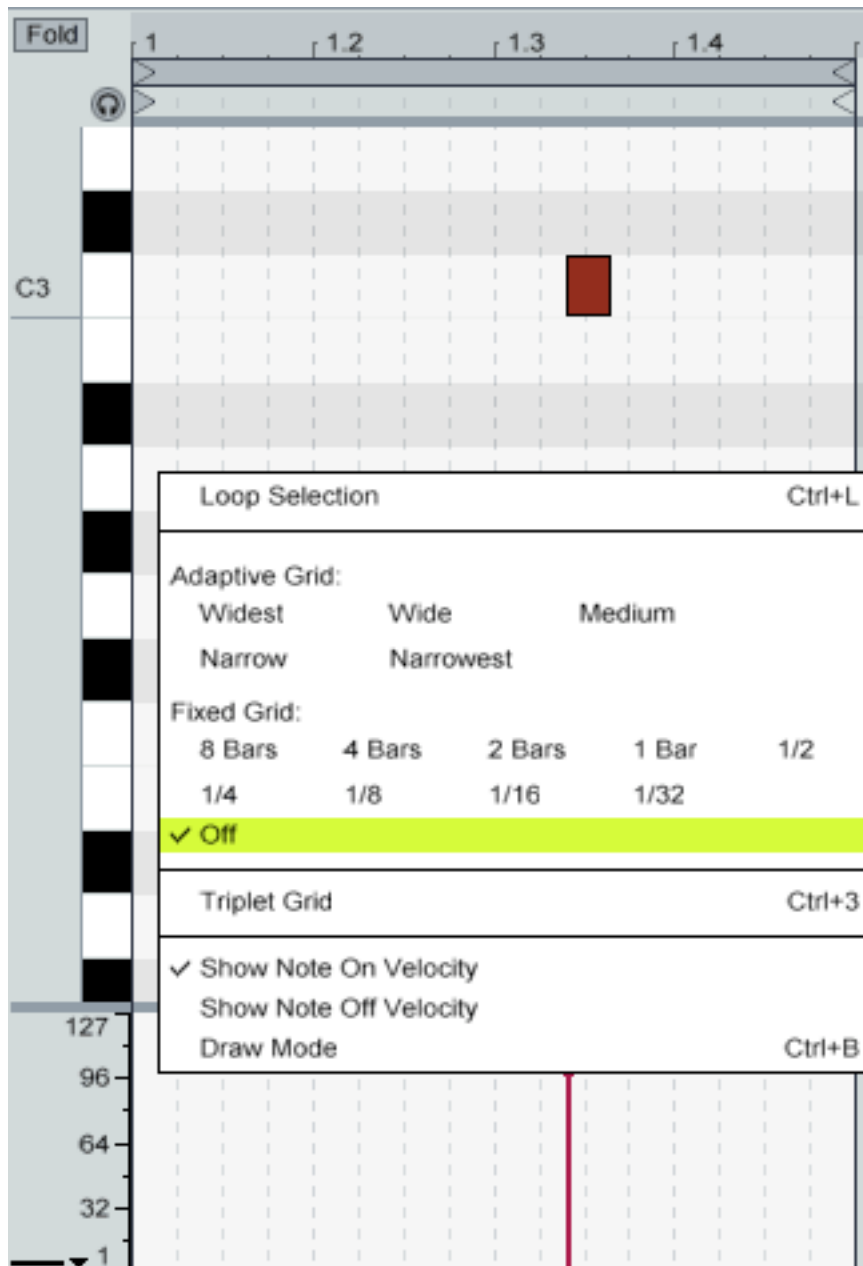 Fold
1 1.2 1.3 1.4
C3
Loop Selection Ctrl+L
Adaptive Grid:
Widest Wide Medium
Narrow Narrowest
Fixed Grid:
8 Bars 4 Bars 2 Bars 1 Bar 1/2
1/4 1/8 1/16 1/32
✓ Off
Triplet Grid Ctrl+3
✓ Show Note On Velocity
Show Note Off Velocity
Draw Mode Ctrl+B
127
96
64
32
1